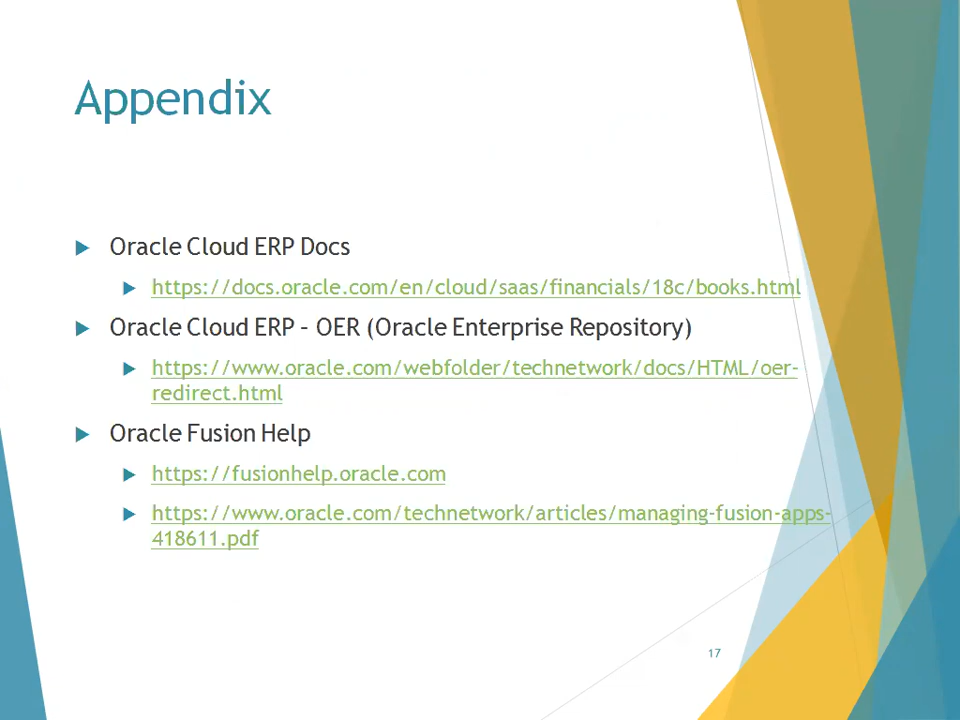 Appendix
Oracle Cloud ERP Docs
https://docs.oracle.com/en/cloud/saas/financials/18c/books.html
Oracle Cloud ERP – OER (Oracle Enterprise Repository)
https://www.oracle.com/webfolder/technetwork/docs/HTML/oer-
redirect.html
Oracle Fusion Help
https://fusionhelp.oracle.com
https://www.oracle.com/technetwork/articles/managing-fusion-apps-
418611.pdf
17